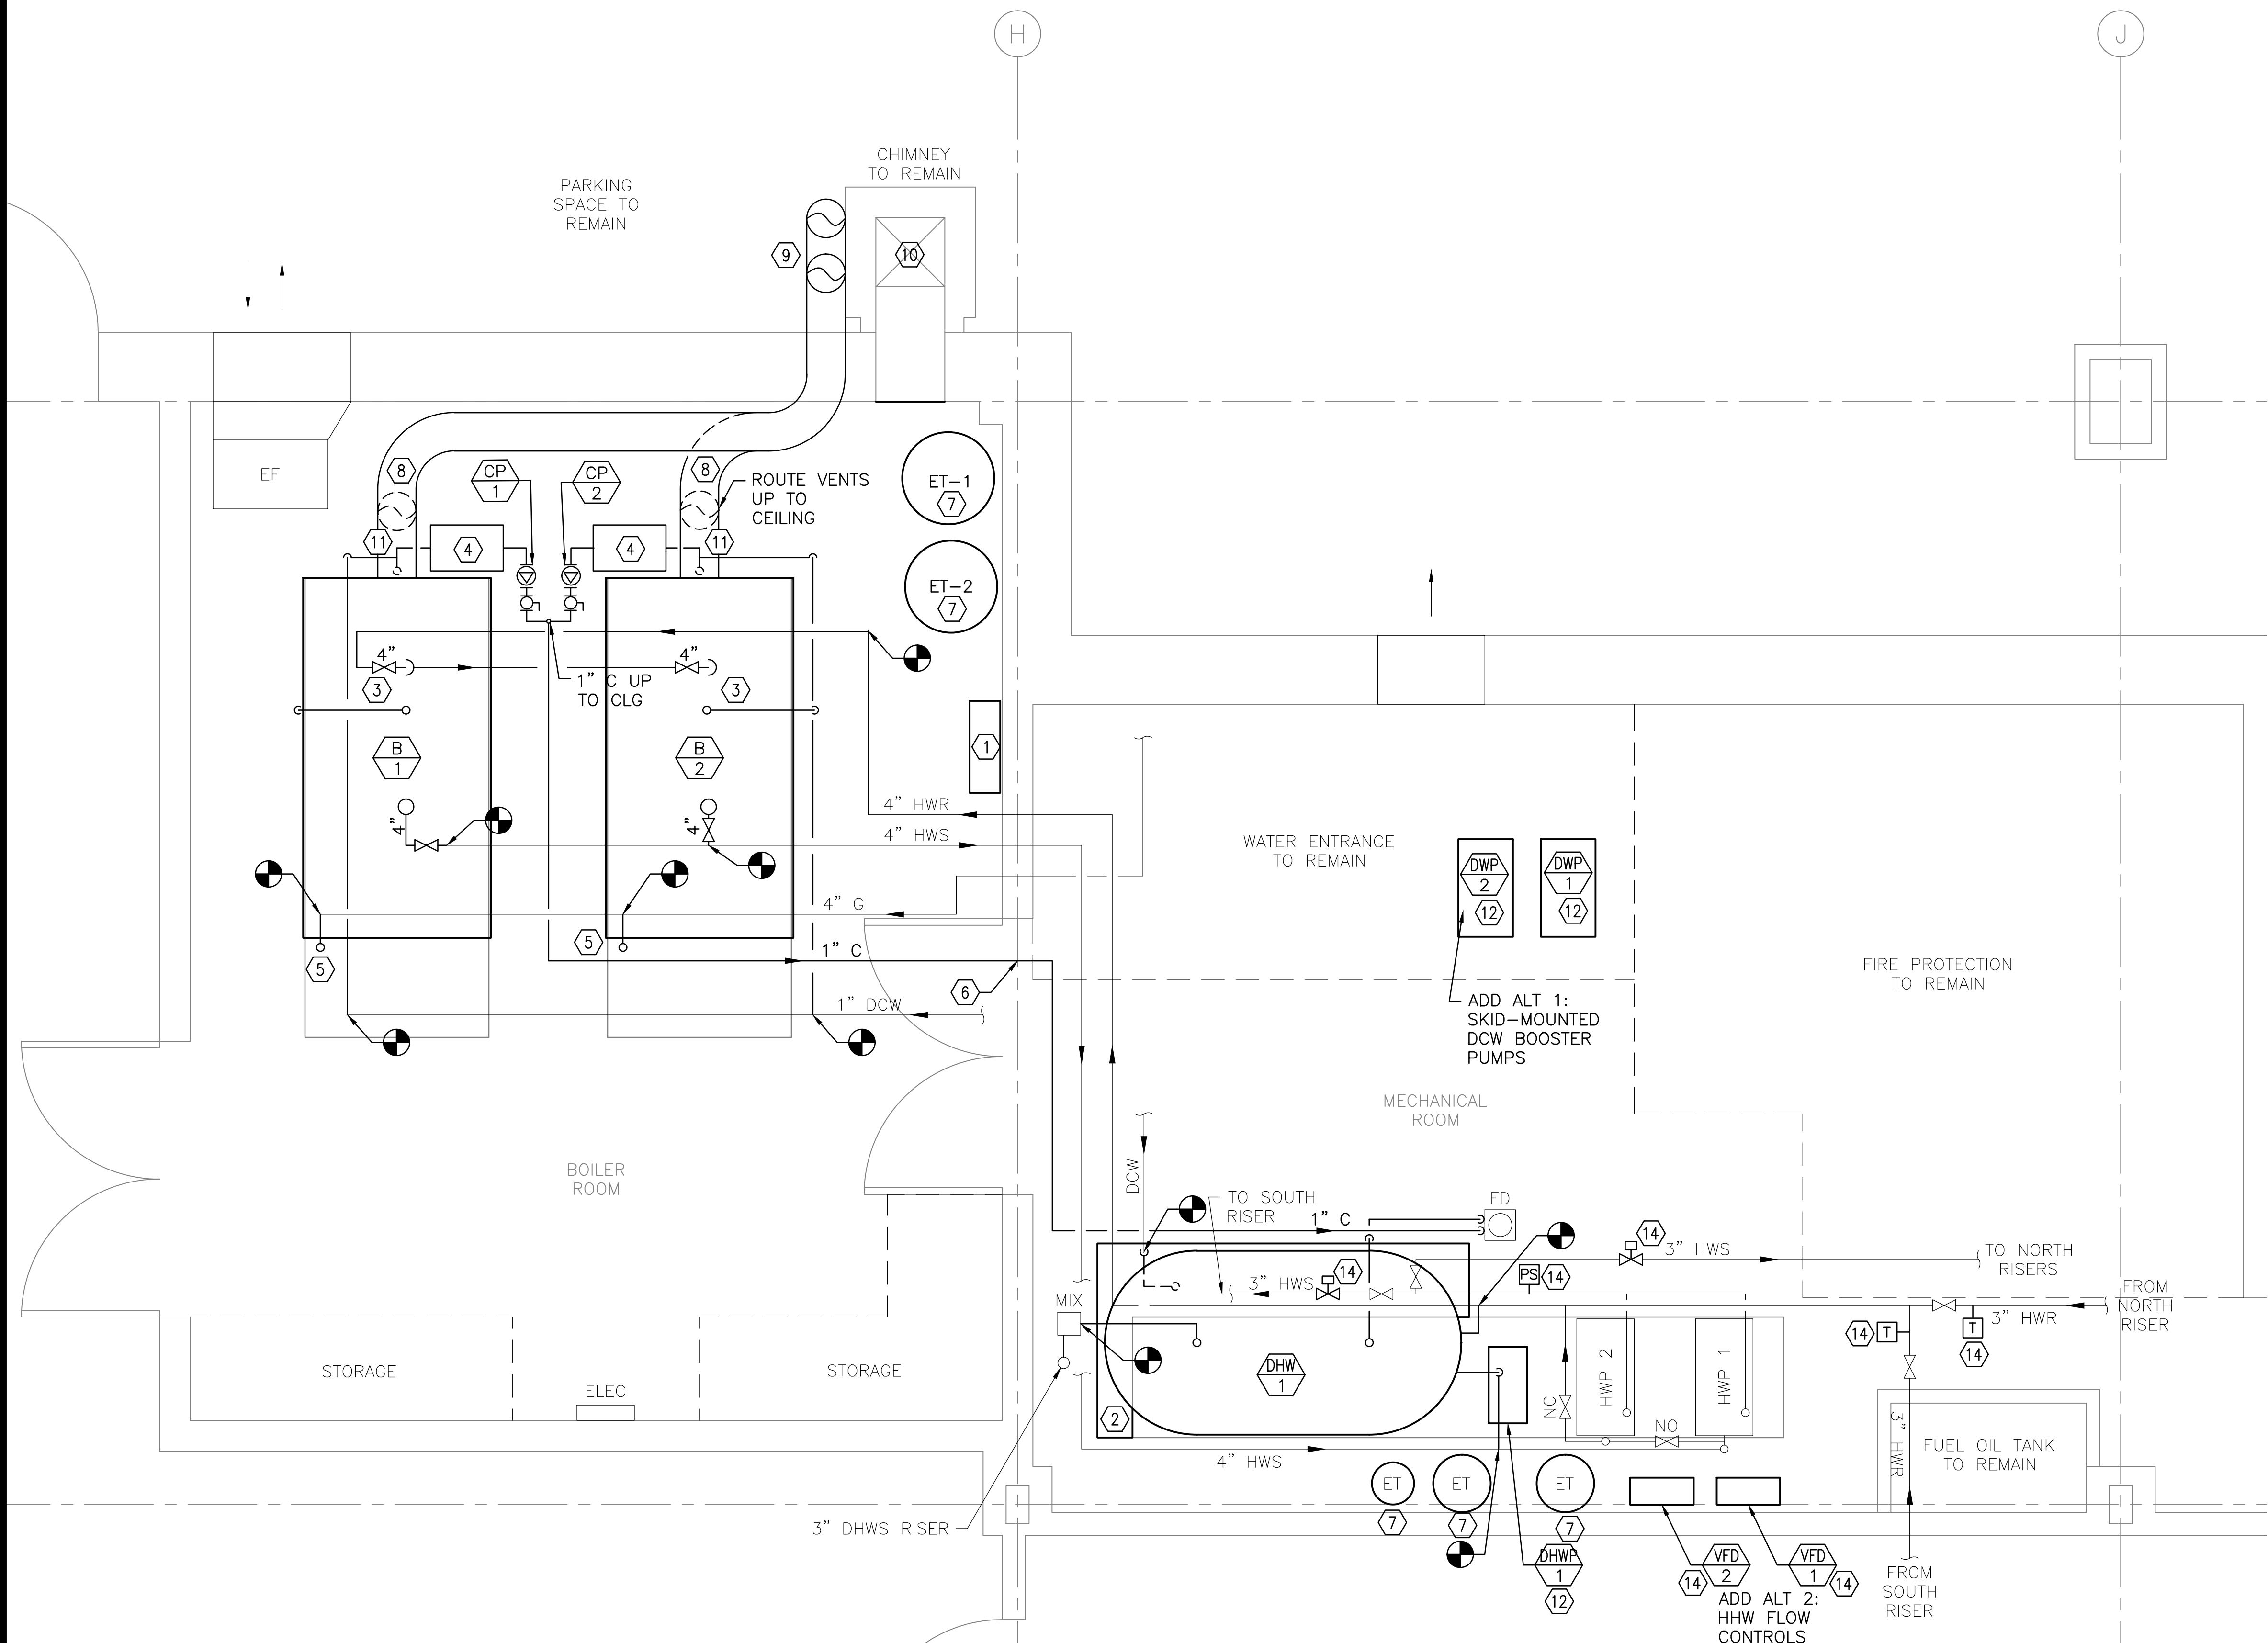 H
J
CHIMNEY
TO REMAIN
PARKING
SPACE TO
REMAIN
9
10
EF
8
CP
1
CP
2
8
ROUTE VENTS
UP TO
CEILING
ET-1
7
11
4
4
11
ET-2
7
4"
4"
3
3
1" C UP
TO CLG
B
1
B
2
1
4" HWR
4" HWS
4"
4"
WATER ENTRANCE
TO REMAIN
DWP
2
12
DWP
1
12
4" G
5
5
1" C
6
1" DCW
FIRE PROTECTION
TO REMAIN
ADD ALT 1:
SKID-MOUNTED
DCW BOOSTER
PUMPS
MECHANICAL
ROOM
BOILER
ROOM
DCW
TO SOUTH
RISER
1" C
FD
14
3" HWS
TO NORTH
RISERS
3" HWS
14
PS
14
FROM
NORTH
RISER
3" HWR
MIX
14
T
T
14
STORAGE
STORAGE
ELEC
DHW
1
2
HWP 2
HWP 1
NC
NO
3" HWR
FUEL OIL TANK
TO REMAIN
4" HWS
ET
7
ET
7
ET
7
3" DHWS RISER
DHWP
1
12
14
VFD
2
VFD
1
14
ADD ALT 2:
HHW FLOW
CONTROLS
FROM
SOUTH
RISER